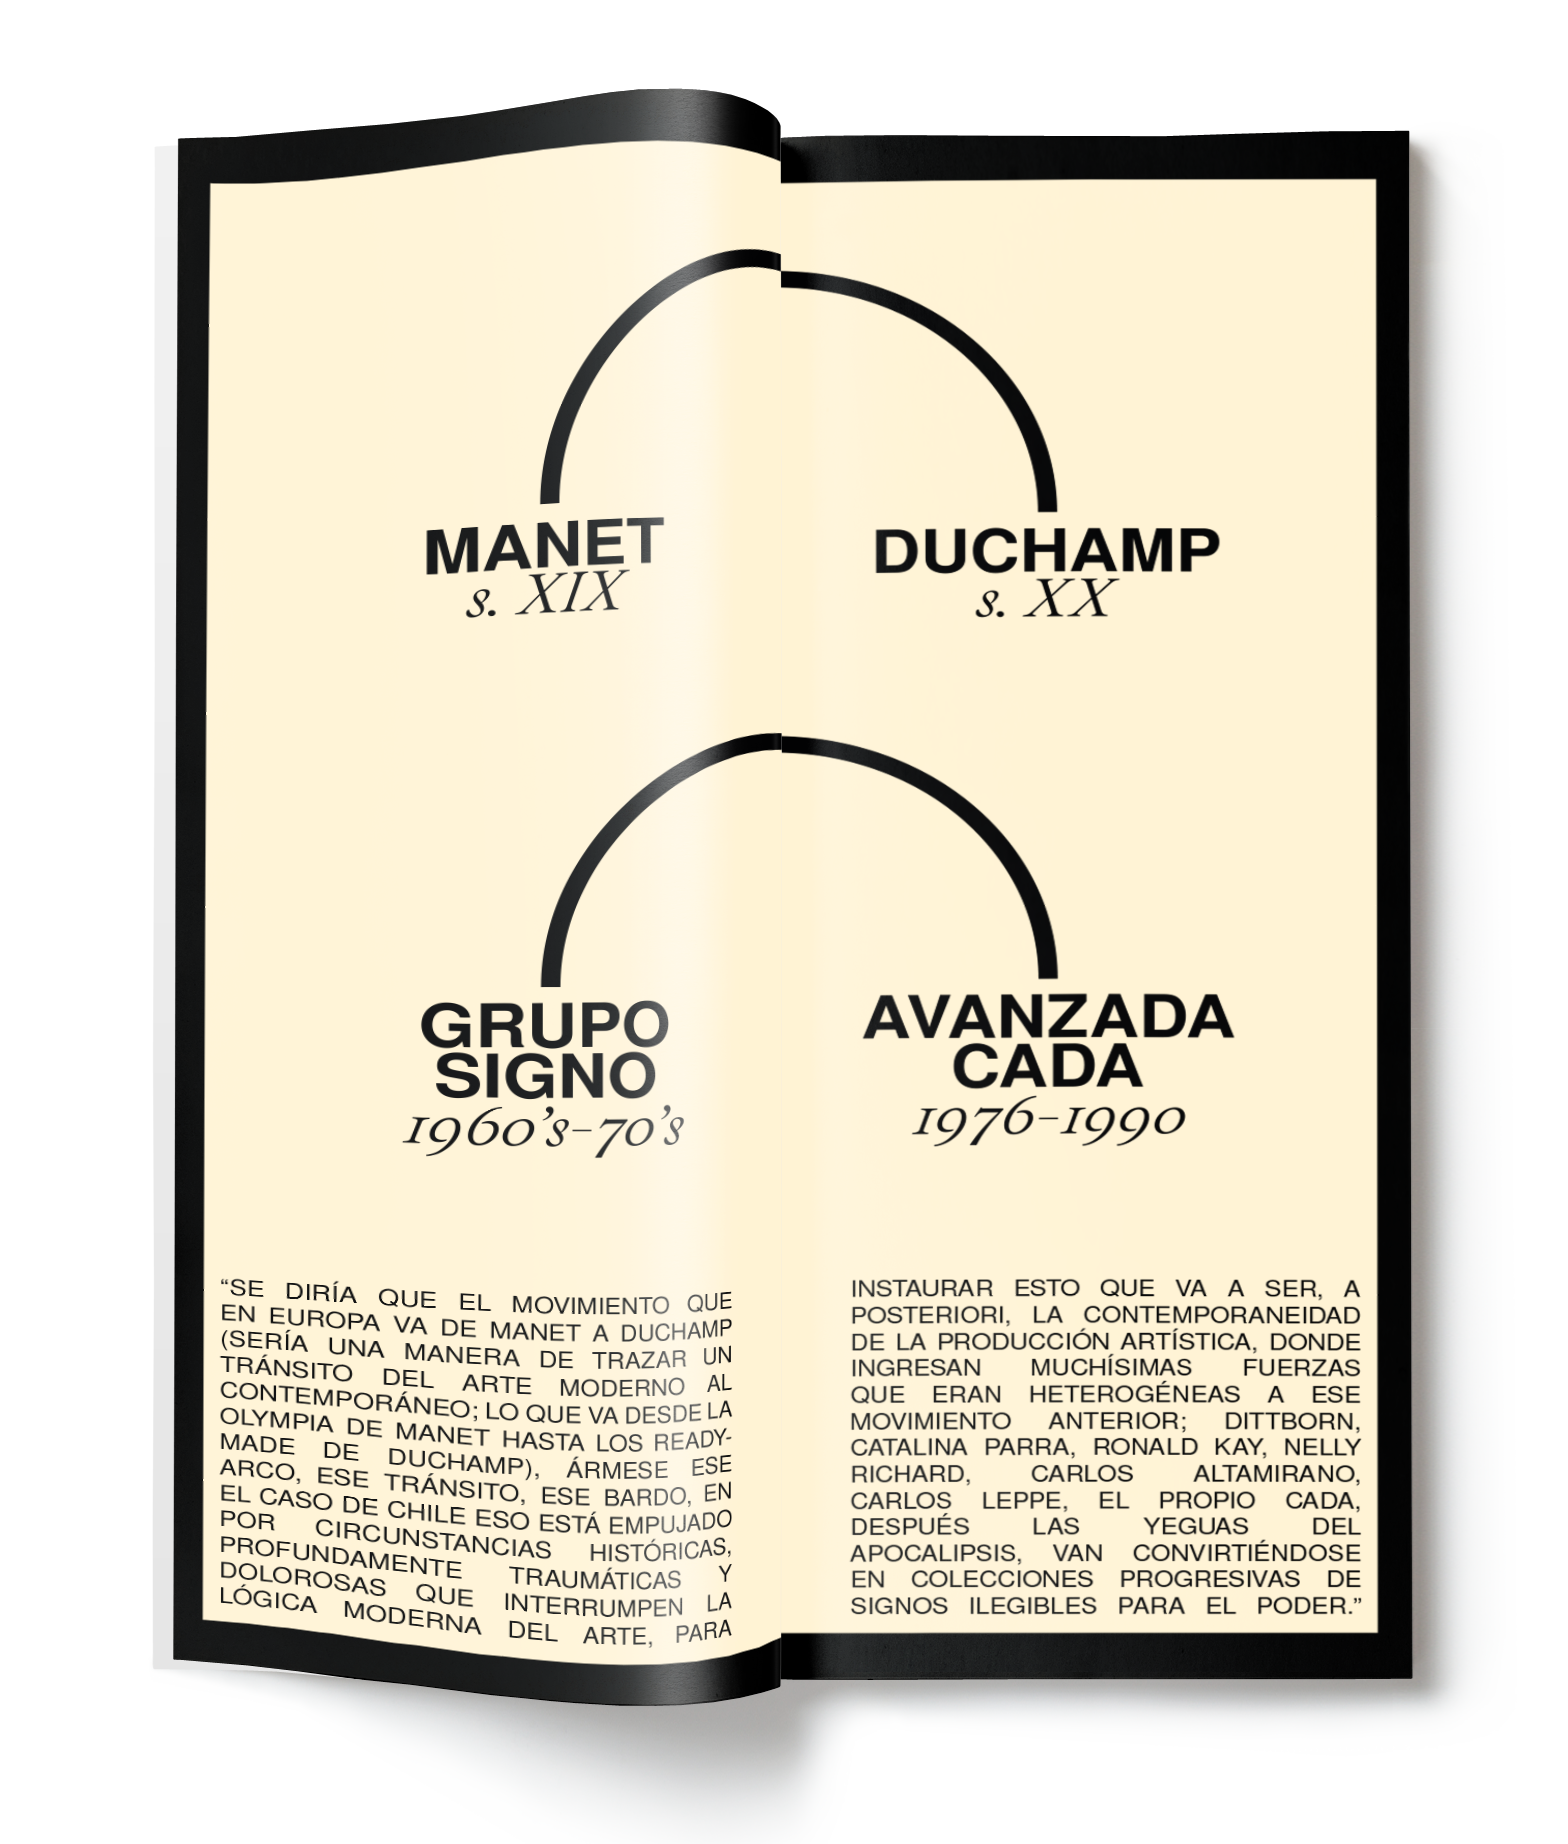 MANET
s. XIX
DUCHAMP
s. XX
GRUPO
SIGNO
1960's-70's
AVANZADA
CADA
1976-1990
“SE DIRÍA QUE EL MOVIMIENTO QUE
EN EUROPA VA DE MANET A DUCHAMP
(SERÍA UNA MANERA DE TRAZAR UN
TRÁNSITO DEL ARTE MODERNO AL
CONTEMPORÁNEO; LO QUE VA DESDE LA
OLYMPIA DE MANET HASTA LOS READY-
MADE DE DUCHAMP), ÁRMESE ESE
ARCO, ESE TRÁNSITO, ESE BARDO, EN
EL CASO DE CHILE ESO ESTÁ EMPUJADO
POR CIRCUNSTANCIAS HISTÓRICAS,
PROFUNDAMENTE TRAUMÁTICAS Y
DOLOROSAS QUE INTERRUMPEN LA
LÓGICA MODERNA DEL ARTE, PARA
INSTAURAR ESTO QUE VA A SER, A
POSTERIORI, LA CONTEMPORANEIDAD
DE LA PRODUCCIÓN ARTÍSTICA, DONDE
INGRESAN MUCHÍSIMAS FUERZAS
QUE ERAN HETEROGÉNEAS A ESE
MOVIMIENTO ANTERIOR; DITTBORN,
CATALINA PARRA, RONALD KAY, NELLY
RICHARD, CARLOS ALTAMIRANO,
CARLOS LEPPE, EL PROPIO CADA,
DESPUÉS LAS YEGUAS DEL
APOCALIPSIS, VAN CONVIRTIÉNDOSE
EN COLECCIONES PROGRESIVAS DE
SIGNOS ILEGIBLES PARA EL PODER.”